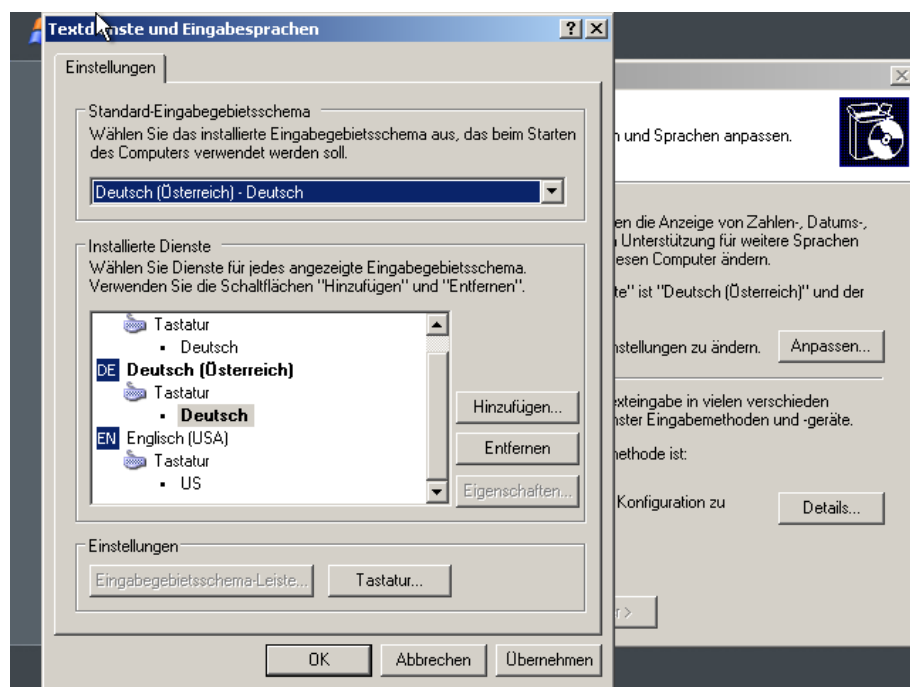 Textdienste und Eingabesprachen
Einstellungen
Standard-Eingabegebietsschema
Wählen Sie das installierte Eingabegebietsschema aus, das beim Starten
des Computers verwendet werden soll.
Deutsch (Österreich) - Deutsch
Installierte Dienste
Wählen Sie Dienste für jedes angezeigte Eingabegebietsschema.
Verwenden Sie die Schaltflächen "Hinzufügen" und "Entfernen".
Tastatur
Deutsch
DE Deutsch (Österreich)
Tastatur
Deutsch
EN Englisch (USA)
Tastatur
US
Hinzufügen...
Entfernen
Eigenschaften...
Einstellungen
Eingabegebietsschema-Leiste...
Tastatur...
OK
Abbrechen
Übernehmen
und Sprachen anpassen.
en die Anzeige von Zahlen-, Datums-,
Unterstützung für weitere Sprachen
esen Computer ändern.
te" ist "Deutsch (Österreich)" und der
nstellungen zu ändern.
Anpassen...
exteingabe in vielen verschieden
nster Eingabemethoden und -geräte.
nethode ist:
Konfiguration zu
Details...
r >